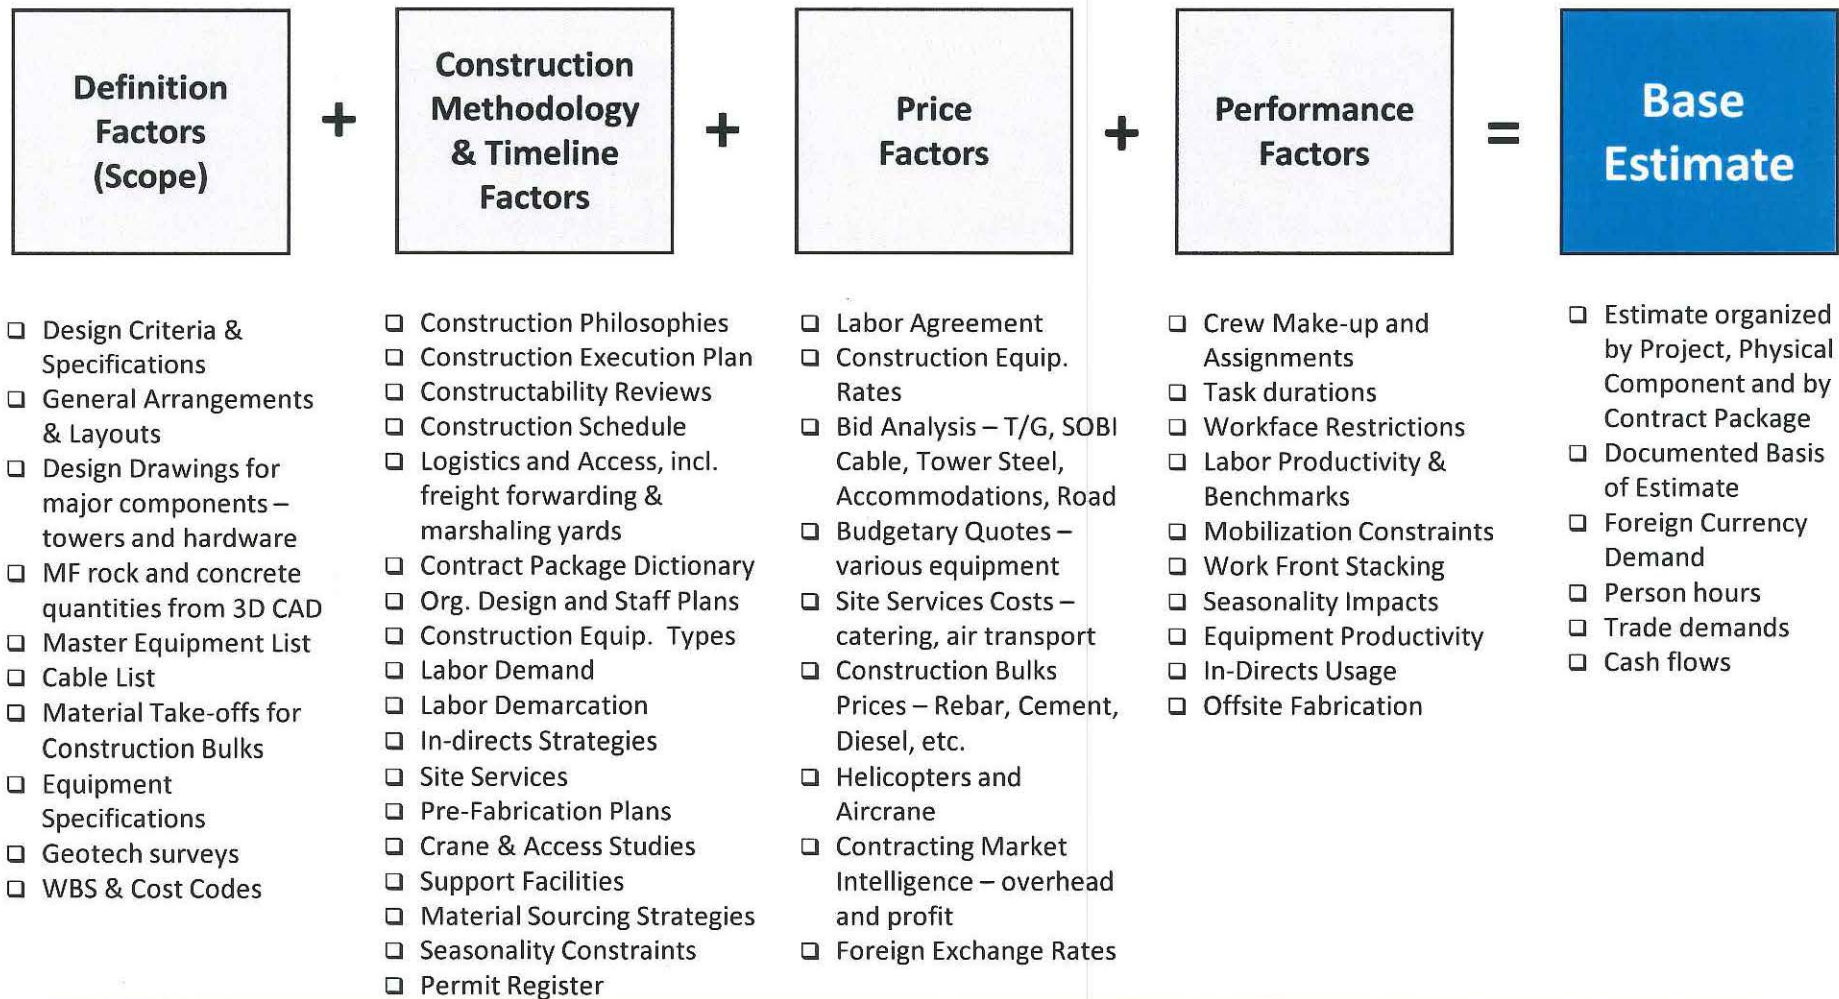 Definition
Factors
(Scope)
+
Construction
Methodology
& Timeline
Factors
+
Price
Factors
+
Performance
Factors
=
Base
Estimate
❑ Design Criteria &
Specifications
❑ General Arrangements
& Layouts
❑ Design Drawings for
major components –
towers and hardware
❑ MF rock and concrete
quantities from 3D CAD
❑ Master Equipment List
❑ Cable List
❑ Material Take-offs for
Construction Bulks
❑ Equipment
Specifications
❑ Geotech surveys
❑ WBS & Cost Codes
❑ Construction Philosophies
❑ Construction Execution Plan
❑ Constructability Reviews
❑ Construction Schedule
❑ Logistics and Access, incl.
freight forwarding &
marshaling yards
❑ Contract Package Dictionary
❑ Org. Design and Staff Plans
❑ Construction Equip. Types
❑ Labor Demand
❑ Labor Demarcation
❑ In-directs Strategies
❑ Site Services
❑ Pre-Fabrication Plans
❑ Crane & Access Studies
❑ Support Facilities
❑ Material Sourcing Strategies
❑ Seasonality Constraints
❑ Permit Register
❑ Labor Agreement
❑ Construction Equip.
Rates
❑ Bid Analysis – T/G, SOBI
Cable, Tower Steel,
Accommodations, Road
❑ Budgetary Quotes –
various equipment
❑ Site Services Costs –
catering, air transport
❑ Construction Bulks
Prices – Rebar, Cement,
Diesel, etc.
❑ Helicopters and
Aircrane
❑ Contracting Market
Intelligence – overhead
and profit
❑ Foreign Exchange Rates
❑ Crew Make-up and
Assignments
❑ Task durations
❑ Workface Restrictions
❑ Labor Productivity &
Benchmarks
❑ Mobilization Constraints
❑ Work Front Stacking
❑ Seasonality Impacts
❑ Equipment Productivity
❑ In-Directs Usage
❑ Offsite Fabrication
❑ Estimate organized
by Project, Physical
Component and by
Contract Package
❑ Documented Basis
of Estimate
❑ Foreign Currency
Demand
❑ Person hours
❑ Trade demands
❑ Cash flows